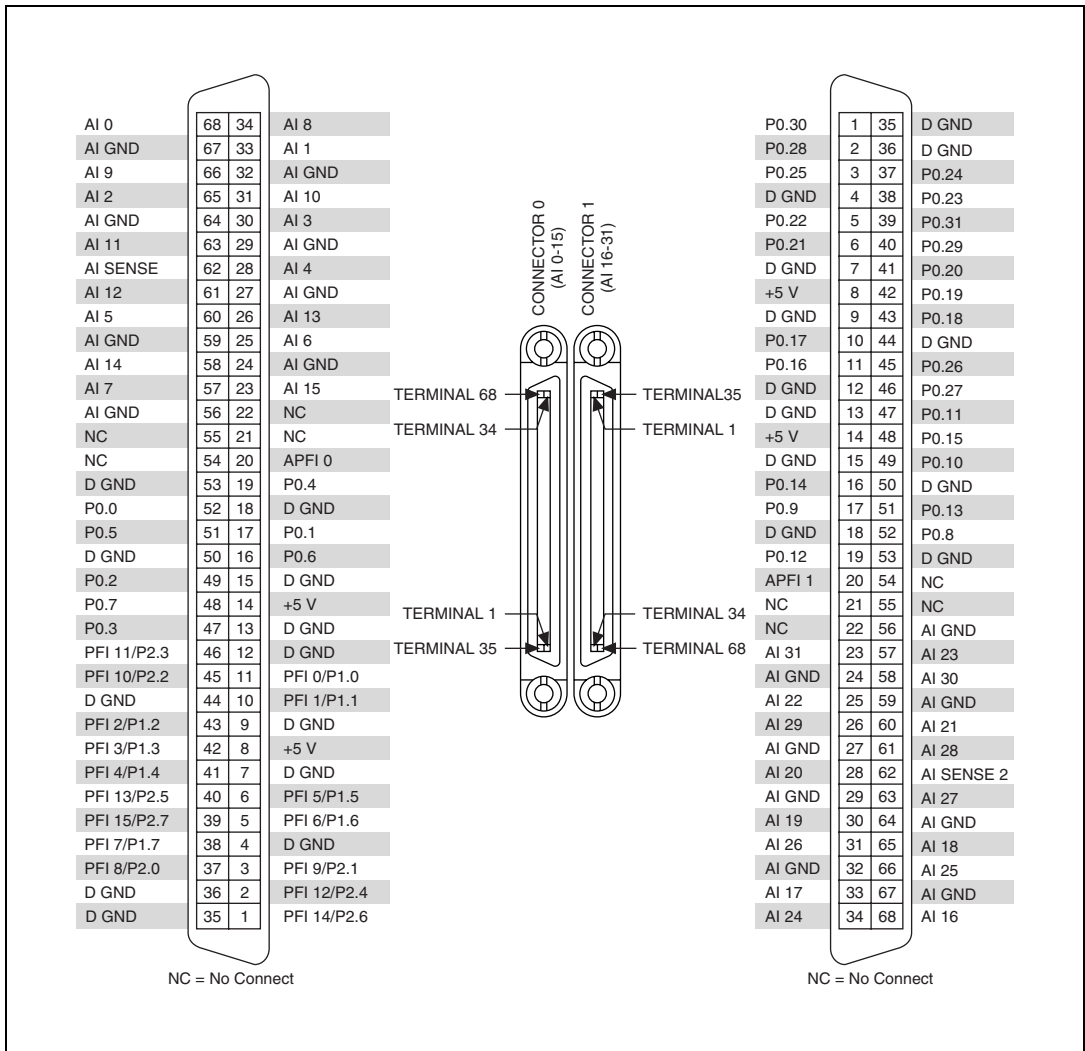 AI 0 68 34 AI 8
AI GND 67 33 AI 1
AI 9 66 32 AI GND
AI 2 65 31 AI 10
AI GND 64 30 AI 3
AI 11 63 29 AI GND
AI SENSE 62 28 AI 4
AI 12 61 27 AI GND
AI 5 60 26 AI 13
AI GND 59 25 AI 6
AI 14 58 24 AI GND
AI 7 57 23 AI 15
AI GND 56 22 NC
NC 55 21 NC
NC 54 20 APFI 0
D GND 53 19 P0.4
P0.0 52 18 D GND
P0.5 51 17 P0.1
D GND 50 16 P0.6
P0.2 49 15 D GND
P0.7 48 14 +5 V
P0.3 47 13 D GND
PFI 11/P2.3 46 12 D GND
PFI 10/P2.2 45 11 PFI 0/P1.0
D GND 44 10 PFI 1/P1.1
PFI 2/P1.2 43 9 D GND
PFI 3/P1.3 42 8 +5 V
PFI 4/P1.4 41 7 D GND
PFI 13/P2.5 40 6 PFI 5/P1.5
PFI 15/P2.7 39 5 PFI 6/P1.6
PFI 7/P1.7 38 4 D GND
PFI 8/P2.0 37 3 PFI 9/P2.1
D GND 36 2 PFI 12/P2.4
D GND 35 1 PFI 14/P2.6
NC = No Connect
CONNECTOR 0
(AI 0-15)
CONNECTOR 1
(AI 16-31)
TERMINAL 68
TERMINAL35
TERMINAL 34
TERMINAL 1
TERMINAL 1
TERMINAL 34
TERMINAL 35
TERMINAL 68
P0.30 1 35 D GND
P0.28 2 36 D GND
P0.25 3 37 P0.24
D GND 4 38 P0.23
P0.22 5 39 P0.31
P0.21 6 40 P0.29
D GND 7 41 P0.20
+5 V 8 42 P0.19
D GND 9 43 P0.18
P0.17 10 44 D GND
P0.16 11 45 P0.26
D GND 12 46 P0.27
D GND 13 47 P0.11
+5 V 14 48 P0.15
D GND 15 49 P0.10
P0.14 16 50 D GND
P0.9 17 51 P0.13
D GND 18 52 P0.8
P0.12 19 53 D GND
APFI 1 20 54 NC
NC 21 55 NC
NC 22 56 AI GND
AI 31 23 57 AI 23
AI GND 24 58 AI 30
AI 22 25 59 AI GND
AI 29 26 60 AI 21
AI GND 27 61 AI 28
AI 20 28 62 AI SENSE 2
AI GND 29 63 AI 27
AI 19 30 64 AI GND
AI 26 31 65 AI 18
AI GND 32 66 AI 25
AI 17 33 67 AI GND
AI 24 34 68 AI 16
NC = No Connect